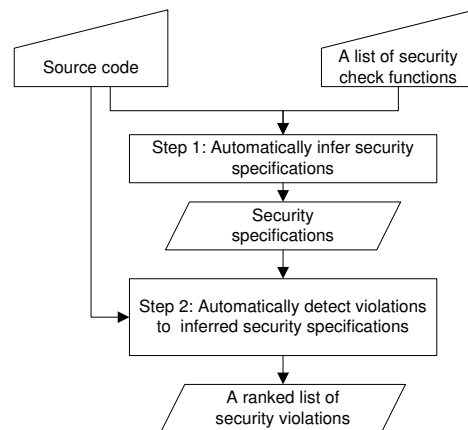 Source code
A list of security
check functions
Step 1: Automatically infer security
specifications
Security
specifications
Step 2: Automatically detect violations
to inferred security specifications
A ranked list of
security violations